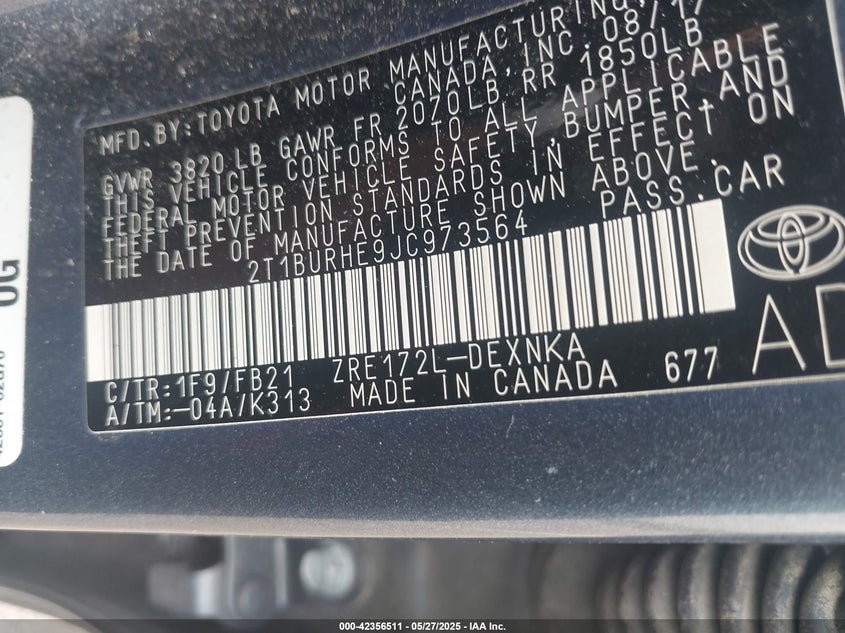 MFD.BY:TOYOTA MOTOR MANUFACTURING,
CANADA, INC. 08/17
GVWR 3820 LB GAWR FR 2070LB RR 1850LB
THIS VEHICLE CONFORMS TO ALL APPLICABLE
FEDERAL MOTOR VEHICLE SAFETY, BUMPER AND
THEFT PREVENTION STANDARDS IN EFFECT ON
THE DATE OF MANUFACTURE SHOWN ABOVE.
2T1BURHE9JC973564 PASS.CAR
C/TR:1F9/FB21 ZRE172L-DEXNKA
A/TM:-04A/K313 MADE IN CANADA 677
AD
0G
000-42356511 — 05/27/2025 — IAA Inc.